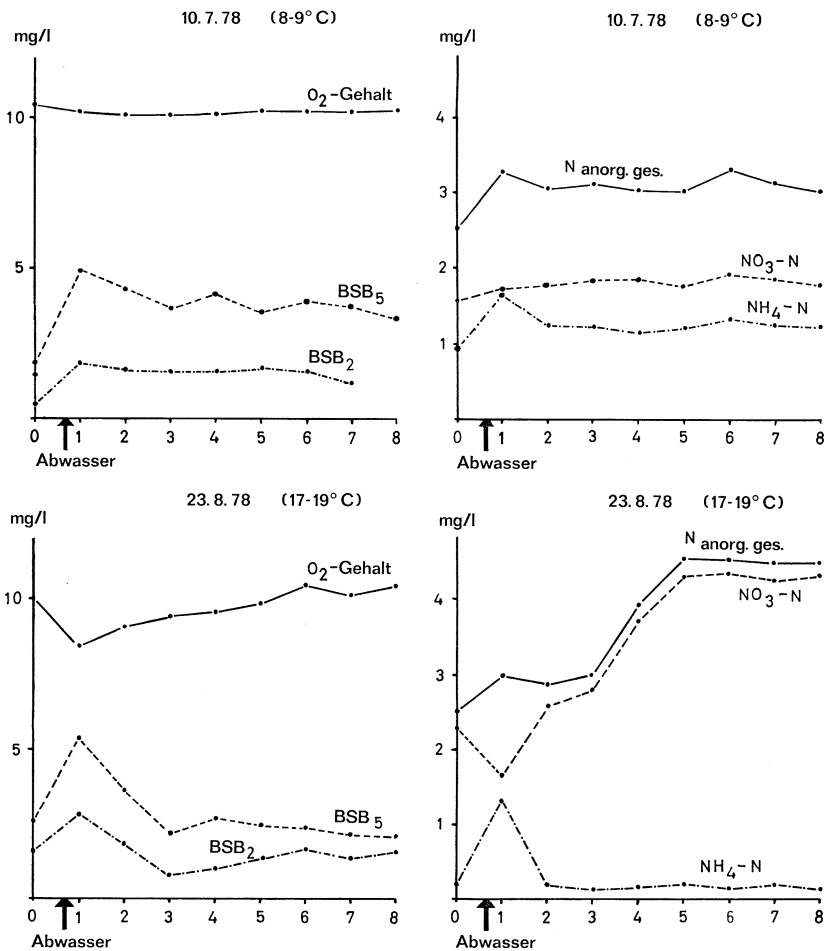 10. 7. 78 (8-9° C)
mg/l
O2-Gehalt
10
5
BSB5
BSB2
0 1 2 3 4 5 6 7 8
Abwasser
10. 7. 78 (8-9° C)
mg/l
4
N anorg. ges.
3
NO3-N
2
NH4-N
1
0 1 2 3 4 5 6 7 8
Abwasser
23. 8. 78 (17-19° C)
mg/l
O2-Gehalt
10
5
BSB5
BSB2
0 1 2 3 4 5 6 7 8
Abwasser
23. 8. 78 (17-19° C)
mg/l
N anorg. ges.
4
NO3-N
3
2
1
NH4-N
0 1 2 3 4 5 6 7 8
Abwasser